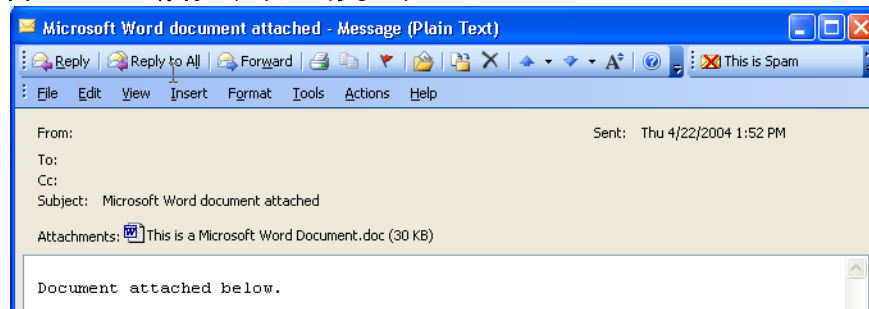 Microsoft Word document attached - Message (Plain Text)
Reply Reply to All Forward This is Spam
File Edit View Insert Format Tools Actions Help
From: Sent: Thu 4/22/2004 1:52 PM
To:
Cc:
Subject: Microsoft Word document attached
Attachments: This is a Microsoft Word Document.doc (30 KB)
Document attached below.